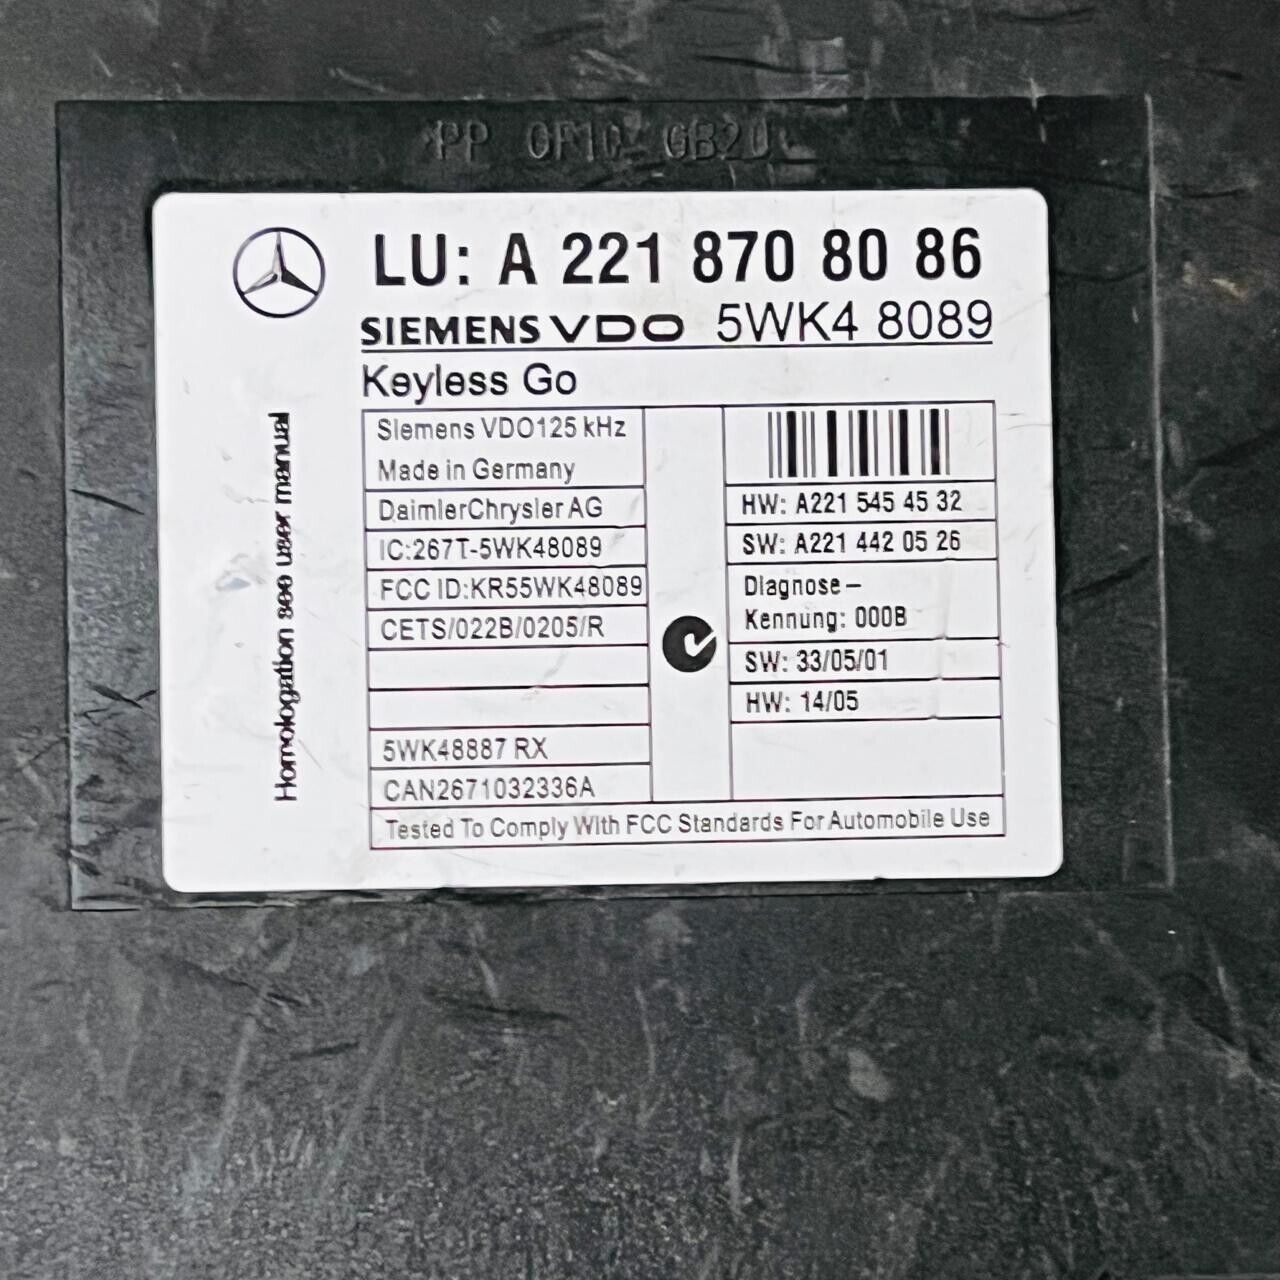 PP GF10 GB20
LU: A 221 870 80 86
SIEMENS VDO 5WK4 8089
Keyless Go
Homologation see user manual
Siemens VDO125 kHz
Made in Germany
DaimlerChrysler AG
IC:267T-5WK48089
FCC ID:KR55WK48089
CETS/022B/0205/R
5WK48887 RX
CAN2671032336A
HW: A221 545 45 32
SW: A221 442 05 26
Diagnose-
Kennung: 000B
SW: 33/05/01
HW: 14/05
Tested To Comply With FCC Standards For Automobile Use